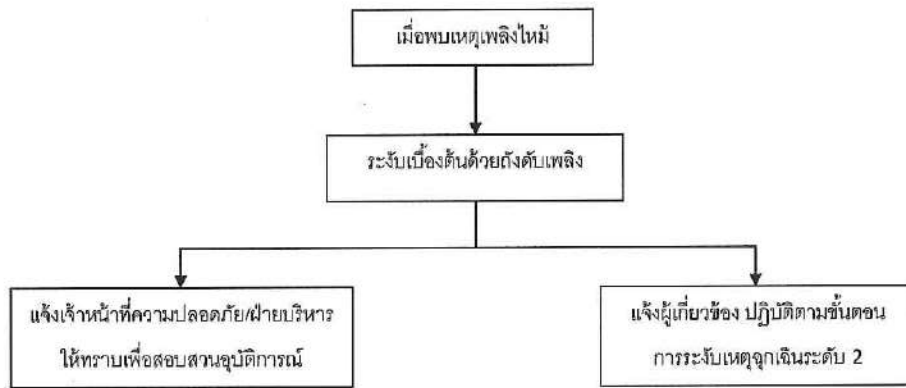 เมื่อพบเหตุเพลิงไหม้
ระงับเบื้องต้นด้วยถังดับเพลิง
แจ้งเจ้าหน้าที่ความปลอดภัย/ฝ่ายบริหาร
ให้ทราบเพื่อสอบสวนอุบัติการณ์
แจ้งผู้เกี่ยวข้อง ปฏิบัติตามขั้นตอน
การระงับเหตุฉุกเฉินระดับ 2